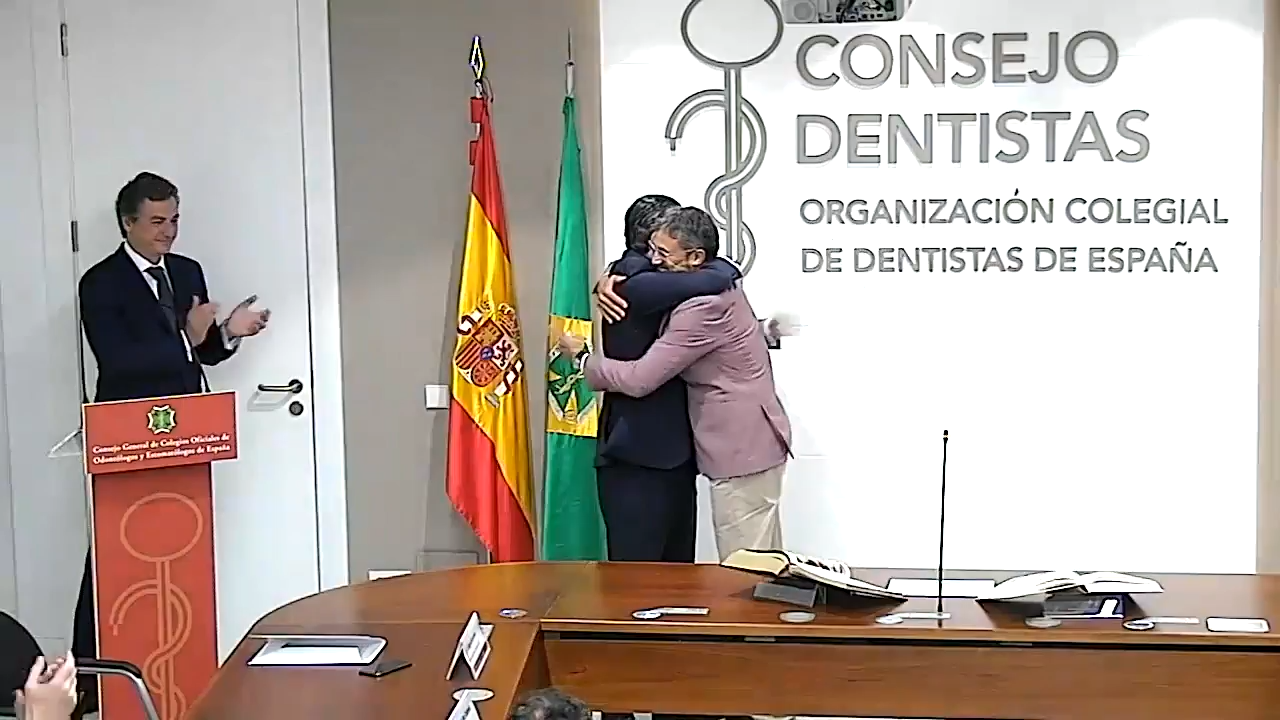 CONSEJO
DENTISTAS
ORGANIZACIÓN COLEGIAL
DE DENTISTAS DE ESPAÑA
Consejo General de Colegios Oficiales de
Odontólogos y Estomatólogos de España